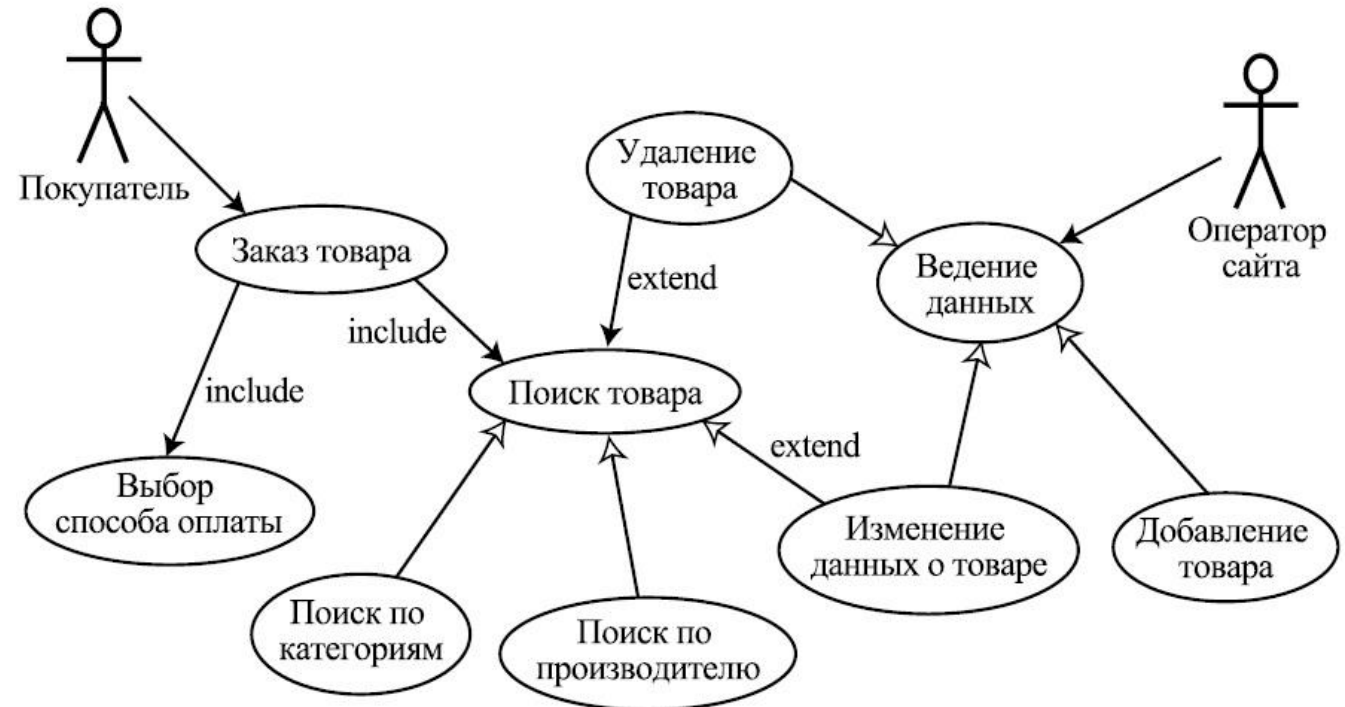 Покупатель
Заказ товара
Удаление
товара
Ведение
данных
Оператор
сайта
extend
include
include
Поиск товара
extend
Выбор
способа оплаты
Изменение
данных о товаре
Добавление
товара
Поиск по
категориям
Поиск по
производителю